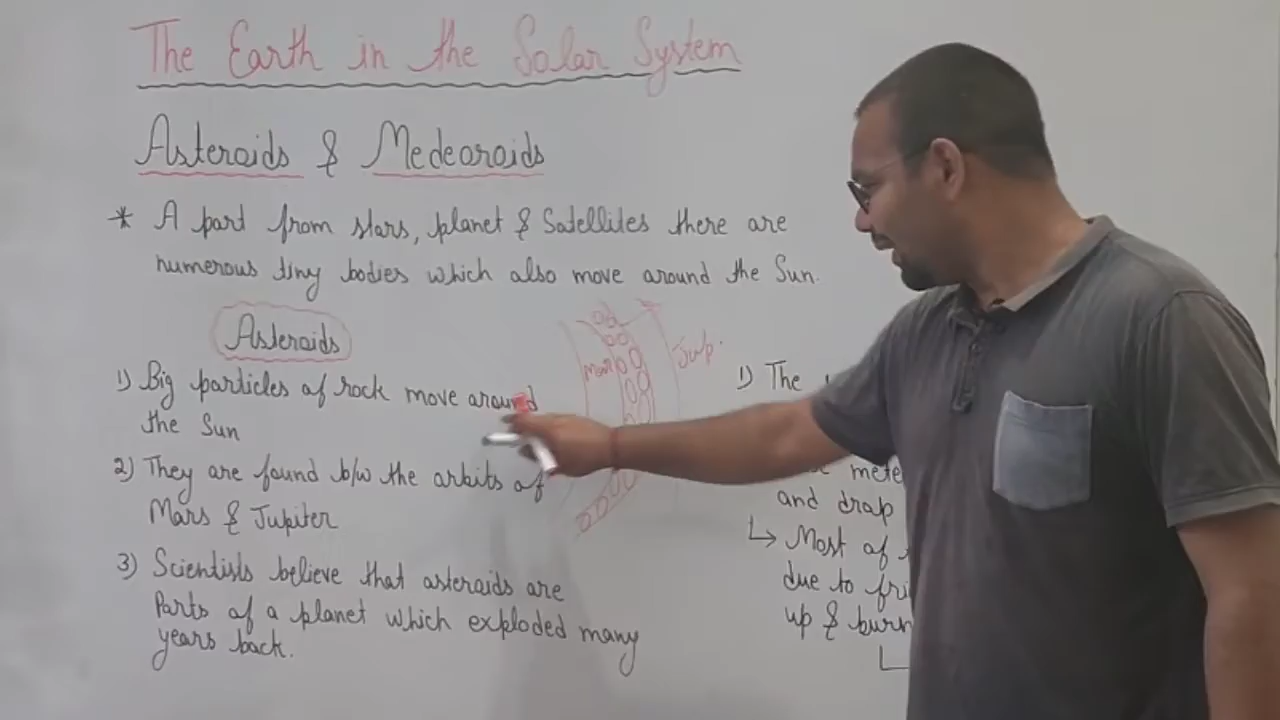 The Earth in the Solar System
Asteroids & Medeoroids
* A part from stars, planet & Satellites there are
numerous tiny bodies which also move around the Sun.
Asteroids
1) Big particles of rock move around
the Sun
2) They are found b/w the orbits of
Mars & Jupiter
3) Scientists believe that asteroids are
Parts of a planet which exploded many
years back.
Mars
Jup.
1) The
mete
and drop
↳ Most of
due to fri
up & burn